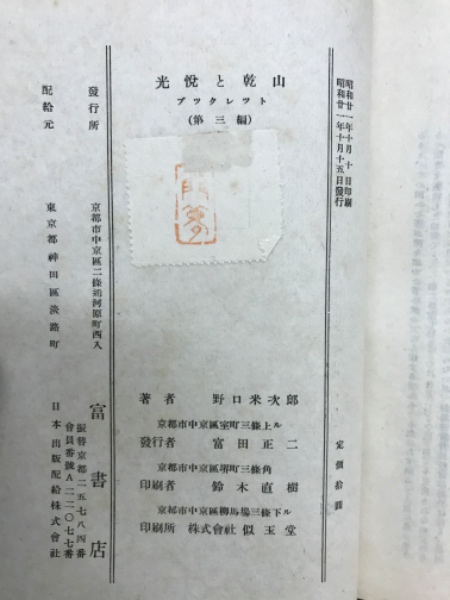 昭和廿一年十月十日印刷
昭和廿一年十月十五日發行
定價拾圓
光悅と乾山
ブツクレツト
(第三編)
著者 野口米次郎
京都市中京區室町三條上ル
發行者 富田正二
京都市中京區堺町三條角
印刷者 鈴木直樹
京都市中京區柳馬場三條下ル
印刷所 株式會社似玉堂
發行所 京都市中京區二條通河原町西入 富書店
振替京都二五七八四番
會員番號A二二〇七七番
配給元 東京都神田區淡路町 日本出版配給株式會社